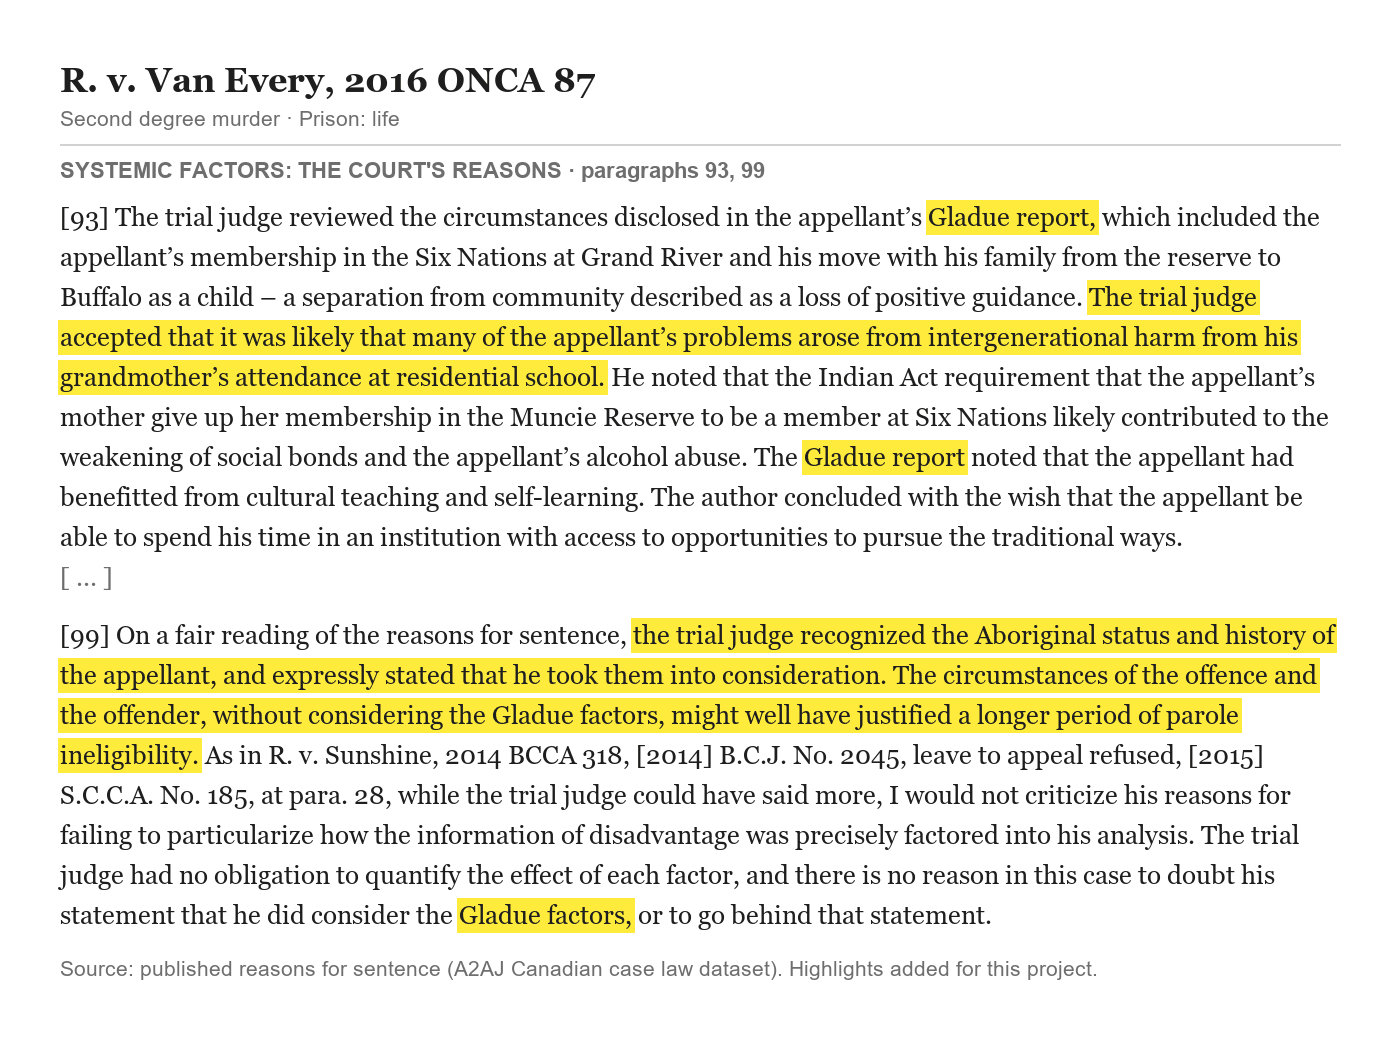 R. v. Van Every, 2016 ONCA 87
Second degree murder · Prison: life
SYSTEMIC FACTORS: THE COURT'S REASONS · paragraphs 93, 99
[93] The trial judge reviewed the circumstances disclosed in the appellant’s Gladue report, which included the
appellant’s membership in the Six Nations at Grand River and his move with his family from the reserve to
Buffalo as a child – a separation from community described as a loss of positive guidance. The trial judge
accepted that it was likely that many of the appellant’s problems arose from intergenerational harm from his
grandmother’s attendance at residential school. He noted that the Indian Act requirement that the appellant’s
mother give up her membership in the Muncie Reserve to be a member at Six Nations likely contributed to the
weakening of social bonds and the appellant’s alcohol abuse. The Gladue report noted that the appellant had
benefitted from cultural teaching and self-learning. The author concluded with the wish that the appellant be
able to spend his time in an institution with access to opportunities to pursue the traditional ways.
[ ... ]
[99] On a fair reading of the reasons for sentence, the trial judge recognized the Aboriginal status and history of
the appellant, and expressly stated that he took them into consideration. The circumstances of the offence and
the offender, without considering the Gladue factors, might well have justified a longer period of parole
ineligibility. As in R. v. Sunshine, 2014 BCCA 318, [2014] B.C.J. No. 2045, leave to appeal refused, [2015]
S.C.C.A. No. 185, at para. 28, while the trial judge could have said more, I would not criticize his reasons for
failing to particularize how the information of disadvantage was precisely factored into his analysis. The trial
judge had no obligation to quantify the effect of each factor, and there is no reason in this case to doubt his
statement that he did consider the Gladue factors, or to go behind that statement.
Source: published reasons for sentence (A2AJ Canadian case law dataset). Highlights added for this project.